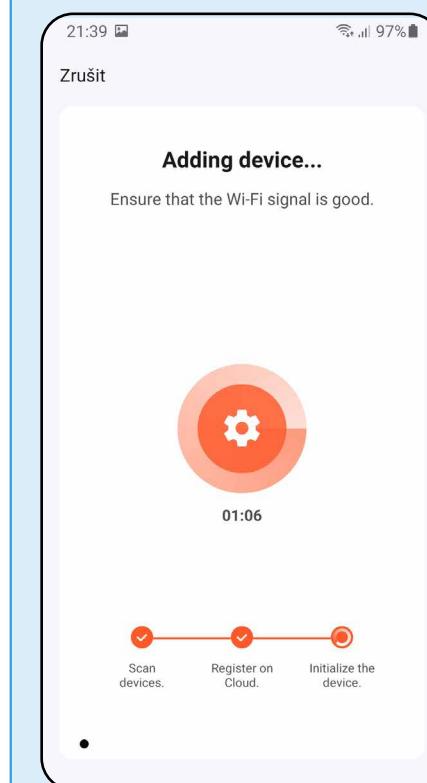 21:39 97%
Zrušit
Adding device...
Ensure that the Wi-Fi signal is good.
01:06
Scan devices.
Register on Cloud.
Initialize the device.